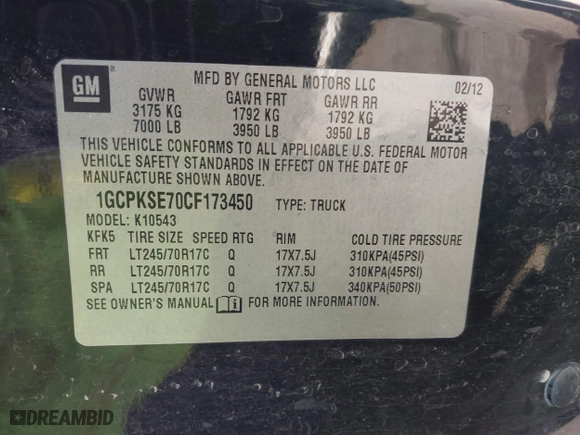 GM
MFD BY GENERAL MOTORS LLC
02/12
GVWR GAWR FRT GAWR RR
3175 KG 1792 KG 1792 KG
7000 LB 3950 LB 3950 LB
THIS VEHICLE CONFORMS TO ALL APPLICABLE U.S. FEDERAL MOTOR
VEHICLE SAFETY STANDARDS IN EFFECT ON THE DATE OF
MANUFACTURE SHOWN ABOVE.
1GCPKSE70CF173450 TYPE: TRUCK
MODEL: K10543
KFK5 TIRE SIZE SPEED RTG RIM COLD TIRE PRESSURE
FRT LT245/70R17C Q 17X7.5J 310KPA(45PSI)
RR LT245/70R17C Q 17X7.5J 310KPA(45PSI)
SPA LT245/70R17C Q 17X7.5J 340KPA(50PSI)
SEE OWNER'S MANUAL FOR MORE INFORMATION.
DREAMBID